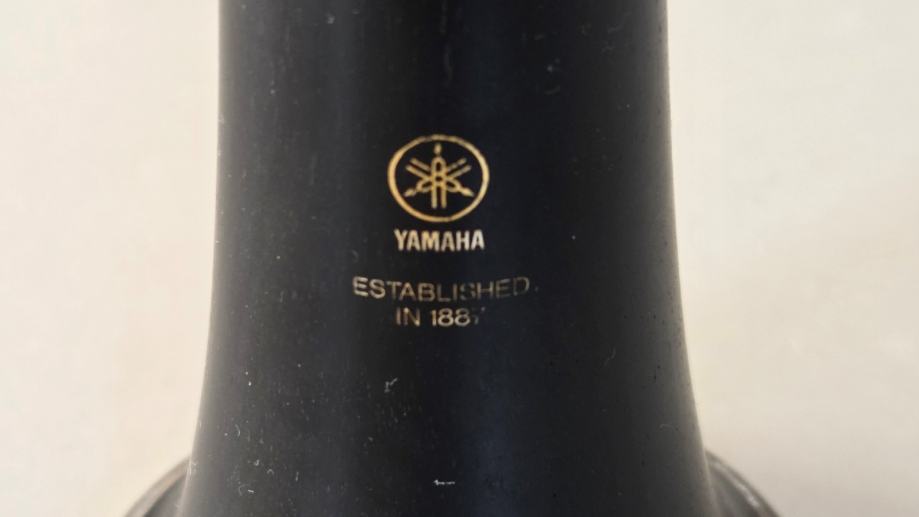 YAMAHA
ESTABLISHED
IN 1887